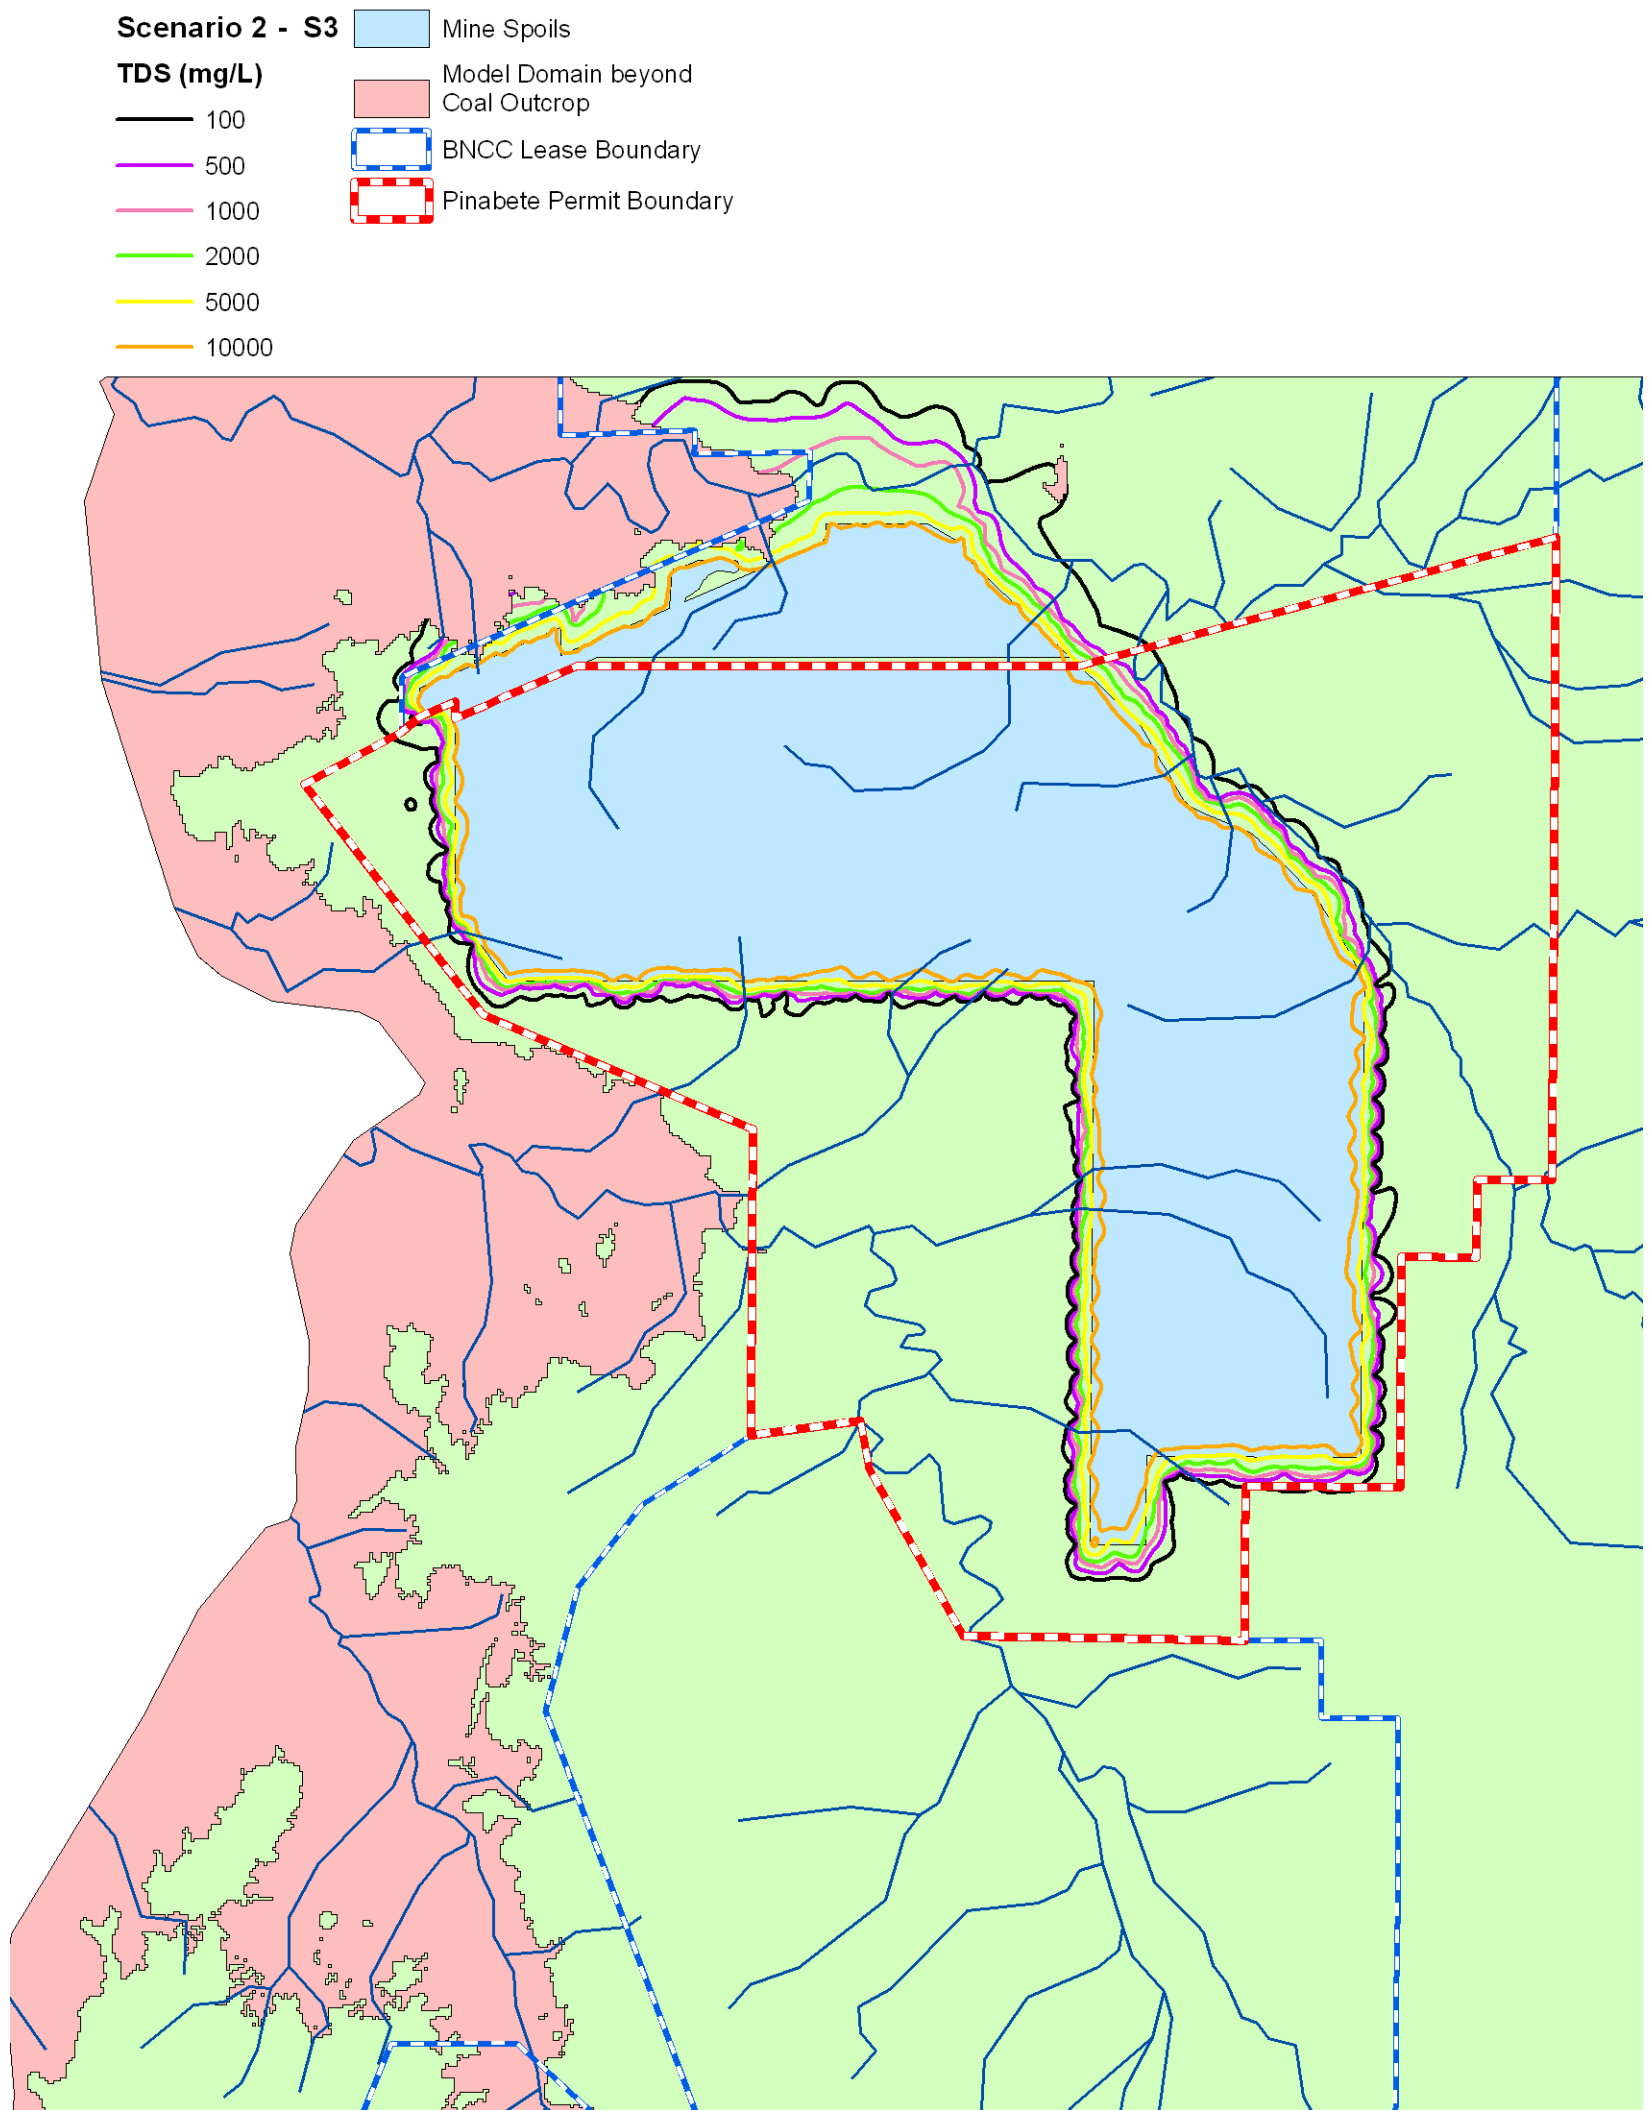 Scenario 2 - S3
TDS (mg/L)
100
500
1000
2000
5000
10000
Mine Spoils
Model Domain beyond
Coal Outcrop
BNCC Lease Boundary
Pinabete Permit Boundary